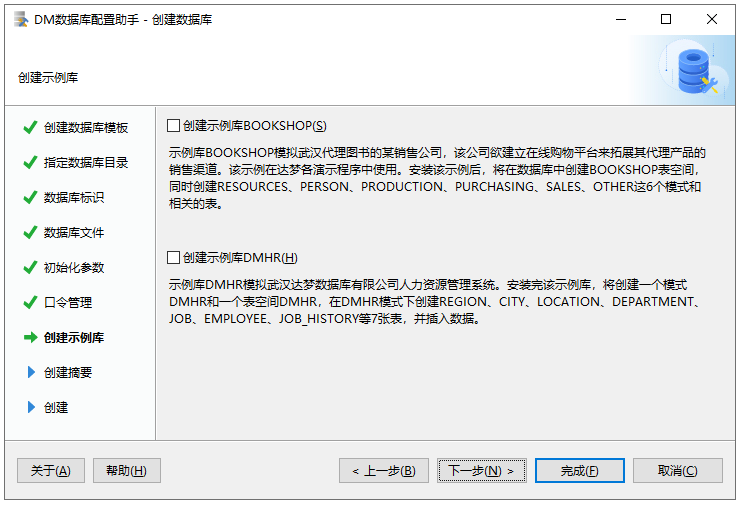 DM数据库配置助手 - 创建数据库
创建示例库
创建数据库模板
指定数据库目录
数据库标识
数据库文件
初始化参数
口令管理
创建示例库
创建摘要
创建
创建示例库BOOKSHOP(S)
示例库BOOKSHOP模拟武汉代理图书的某销售公司，该公司欲建立在线购物平台来拓展其代理产品的
销售渠道。该示例在达梦各演示程序中使用。安装该示例后，将在数据库中创建BOOKSHOP表空间，
同时创建RESOURCES、PERSON、PRODUCTION、PURCHASING、SALES、OTHER这6个模式和
相关的表。
创建示例库DMHR(H)
示例库DMHR模拟武汉达梦数据库有限公司人力资源管理系统。安装完该示例库，将创建一个模式
DMHR和一个表空间DMHR，在DMHR模式下创建REGION、CITY、LOCATION、DEPARTMENT、
JOB、EMPLOYEE、JOB_HISTORY等7张表，并插入数据。
关于(A)
帮助(H)
< 上一步(B)
下一步(N) >
完成(F)
取消(C)